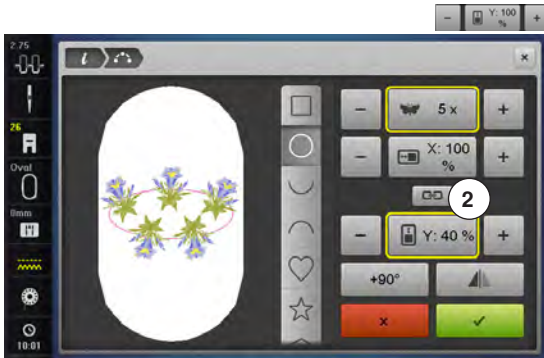 - Y: 100 % +
2.75
i
×
- 5 x +
26
- X: 100 % +
Oval
2
0mm
- Y: 40 % +
+90°
× ✓
10:01